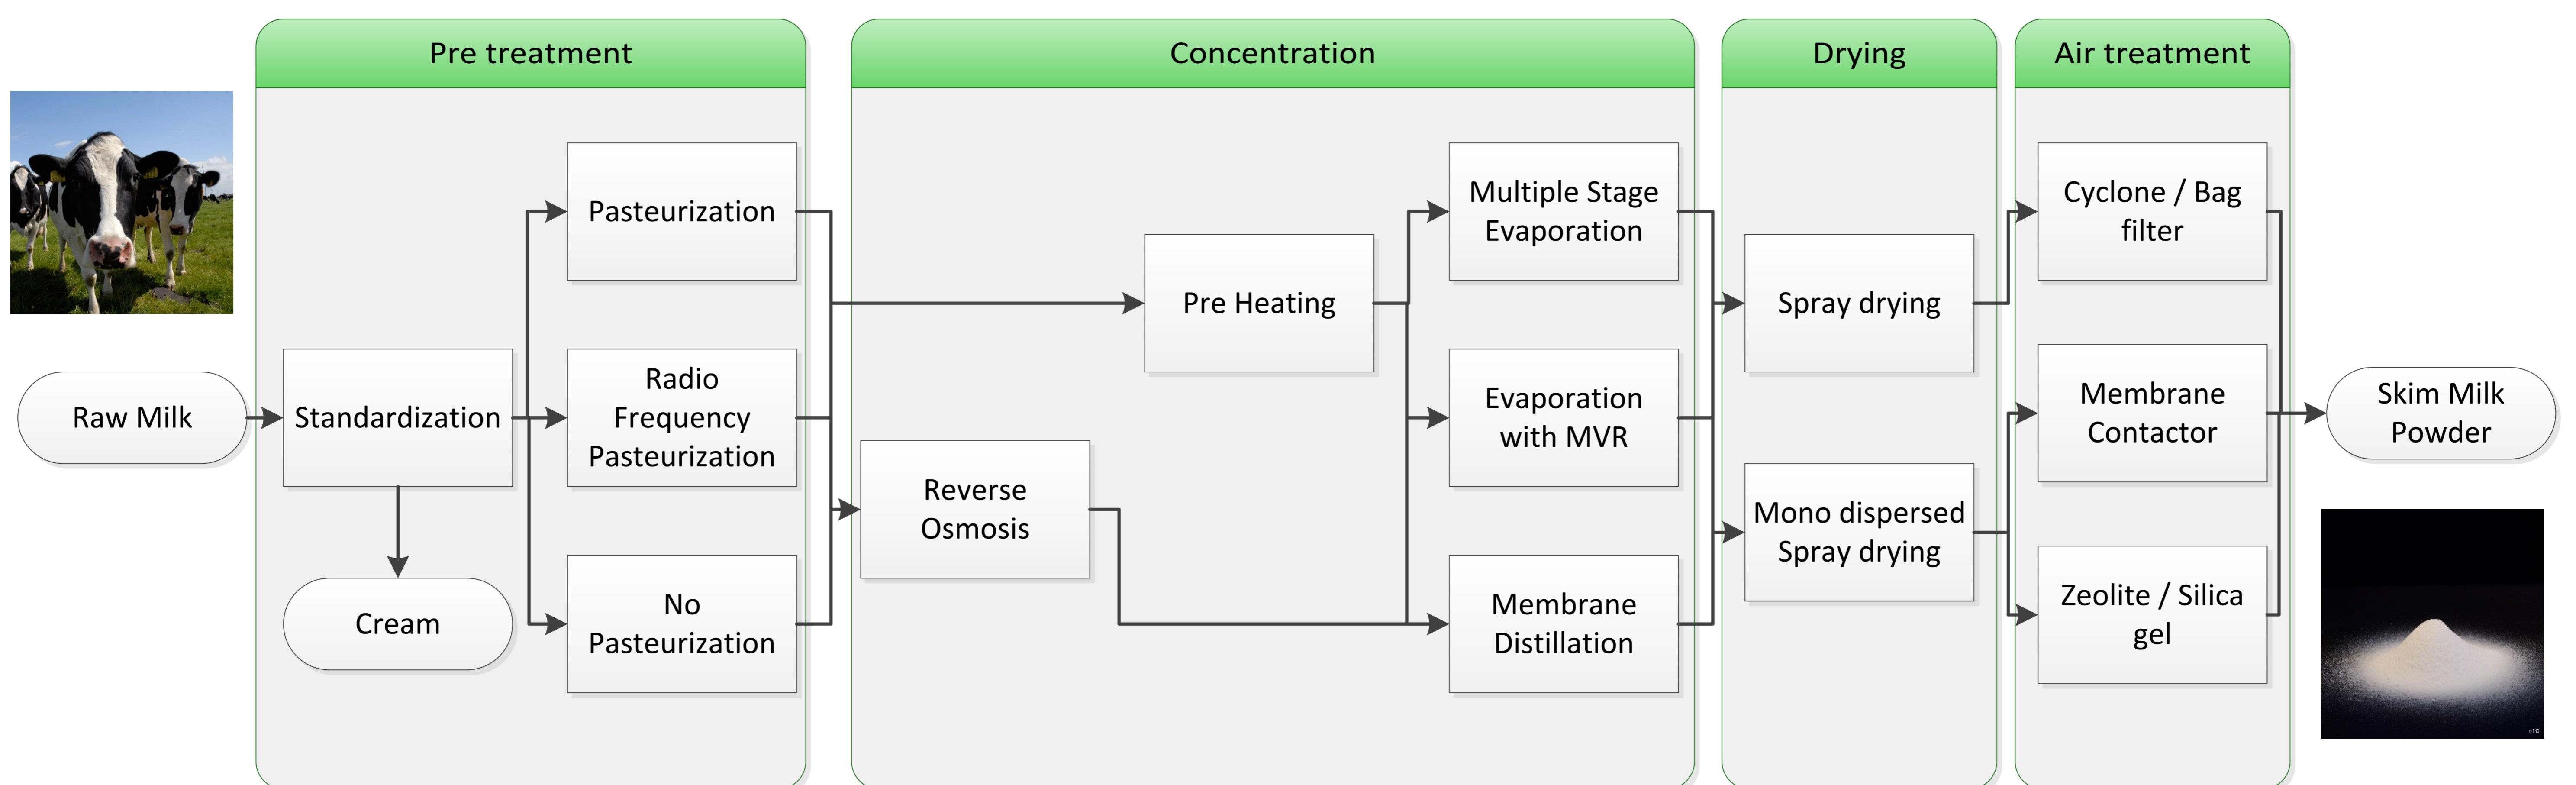 Pre treatment
Concentration
Drying
Air treatment
Raw Milk
Standardization
Cream
Pasteurization
Radio
Frequency
Pasteurization
No
Pasteurization
Reverse
Osmosis
Pre Heating
Multiple Stage
Evaporation
Evaporation
with MVR
Membrane
Distillation
Spray drying
Mono dispersed
Spray drying
Cyclone / Bag
filter
Membrane
Contactor
Zeolite / Silica
gel
Skim Milk
Powder
© TNO